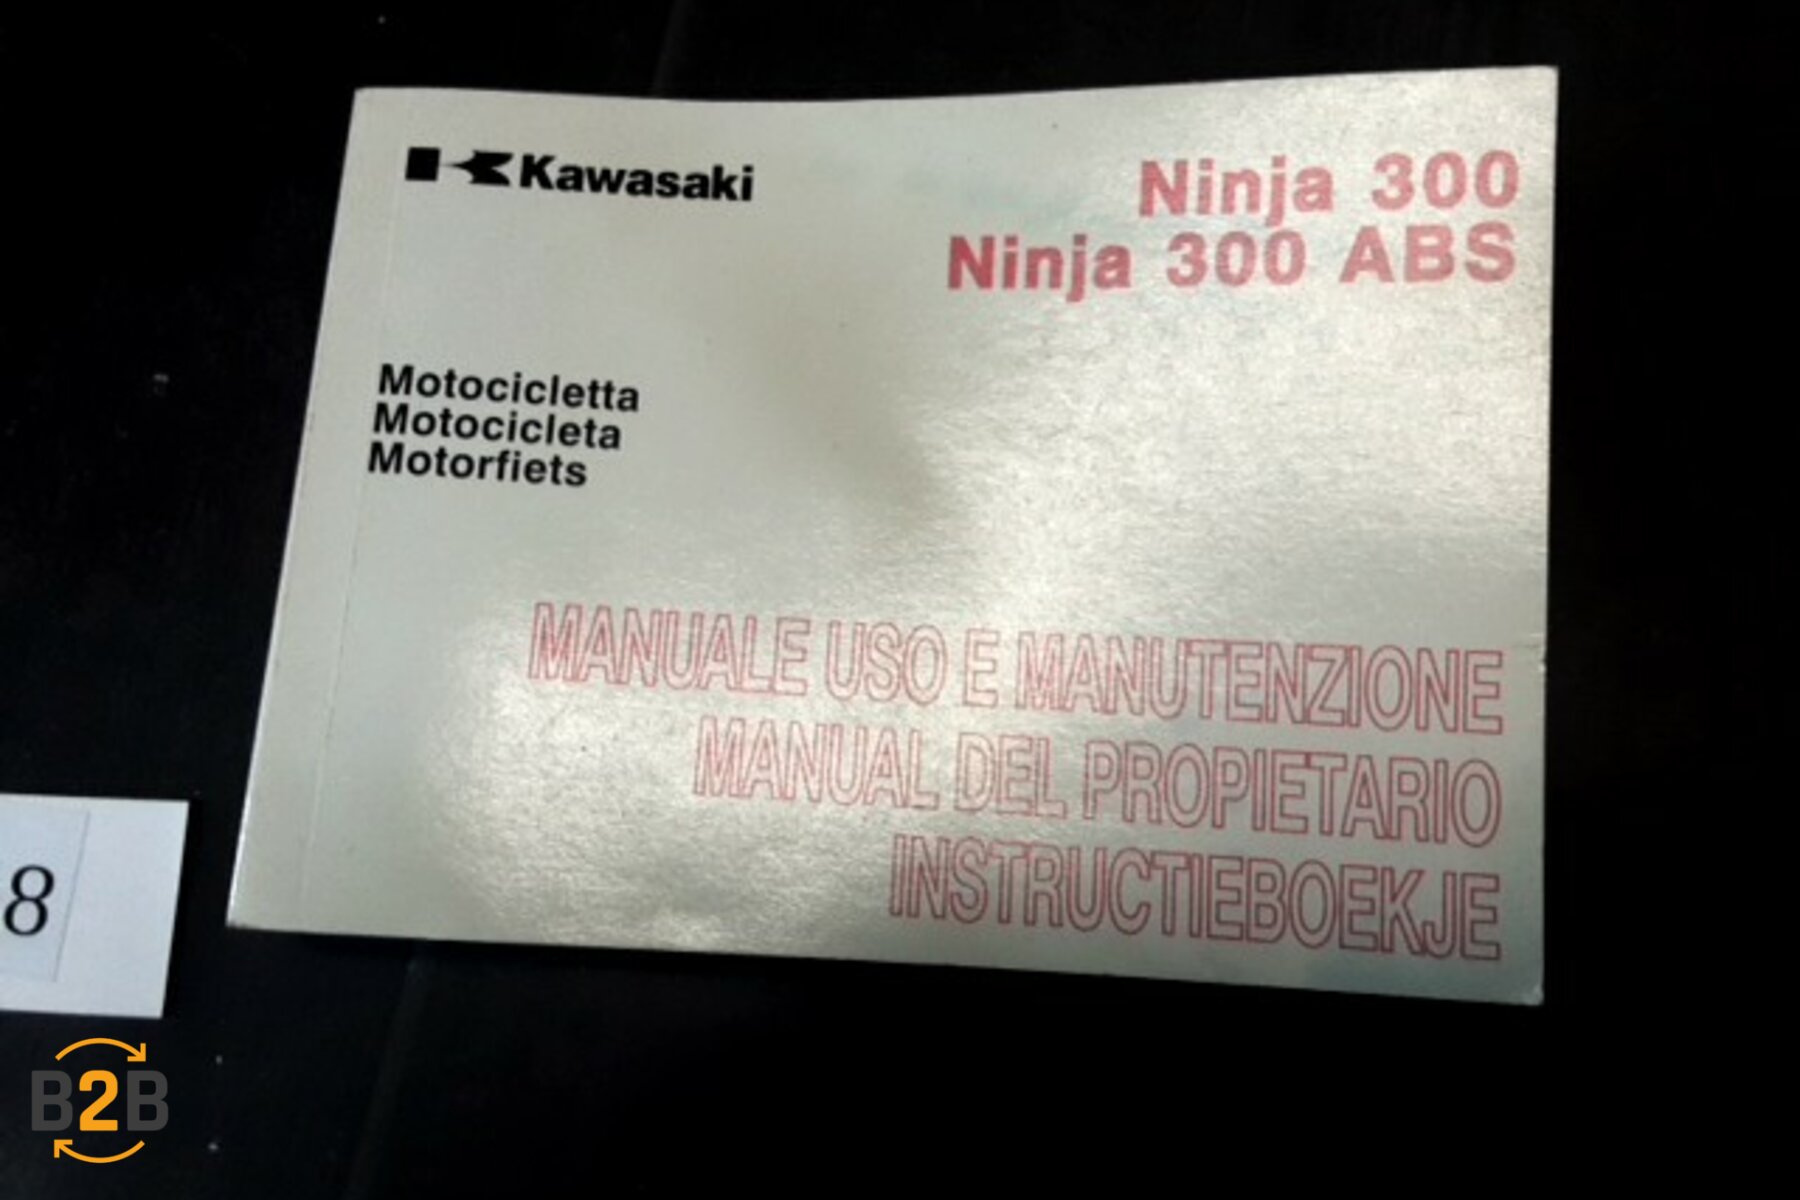 Kawasaki
Ninja 300
Ninja 300 ABS
Motocicletta
Motocicleta
Motorfiets
MANUALE USO E MANUTENZIONE
MANUAL DEL PROPIETARIO
INSTRUCTIEBOEKJE
8
B2B